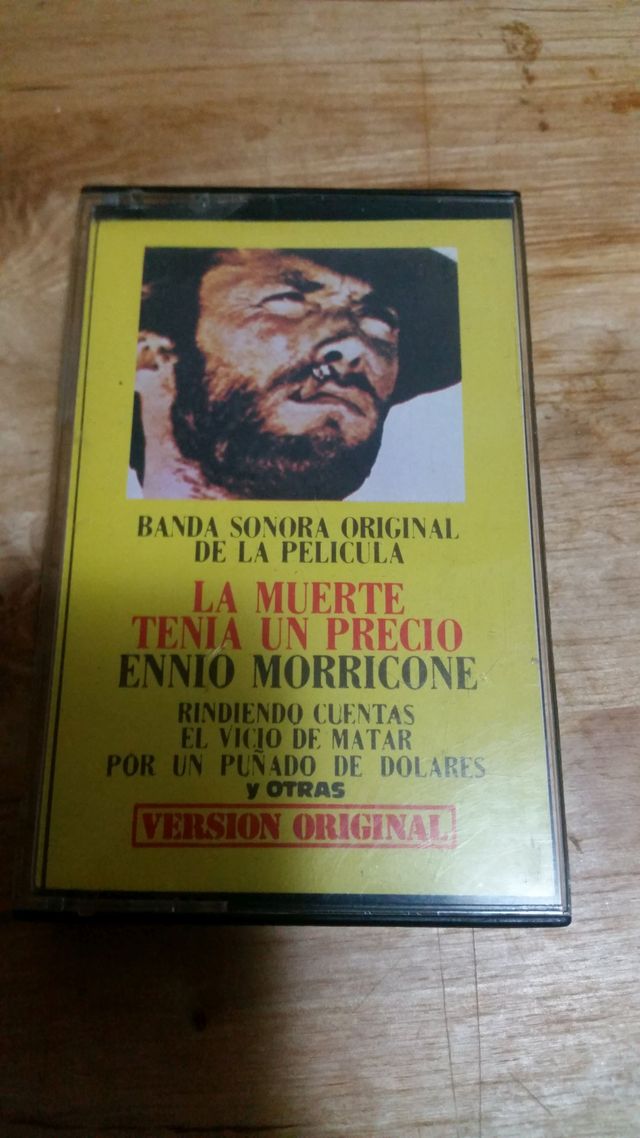 BANDA SONORA ORIGINAL
DE LA PELICULA
LA MUERTE
TENIA UN PRECIO
ENNIO MORRICONE
RINDIENDO CUENTAS
EL VICIO DE MATAR
POR UN PUÑADO DE DOLARES
y OTRAS
VERSION ORIGINAL